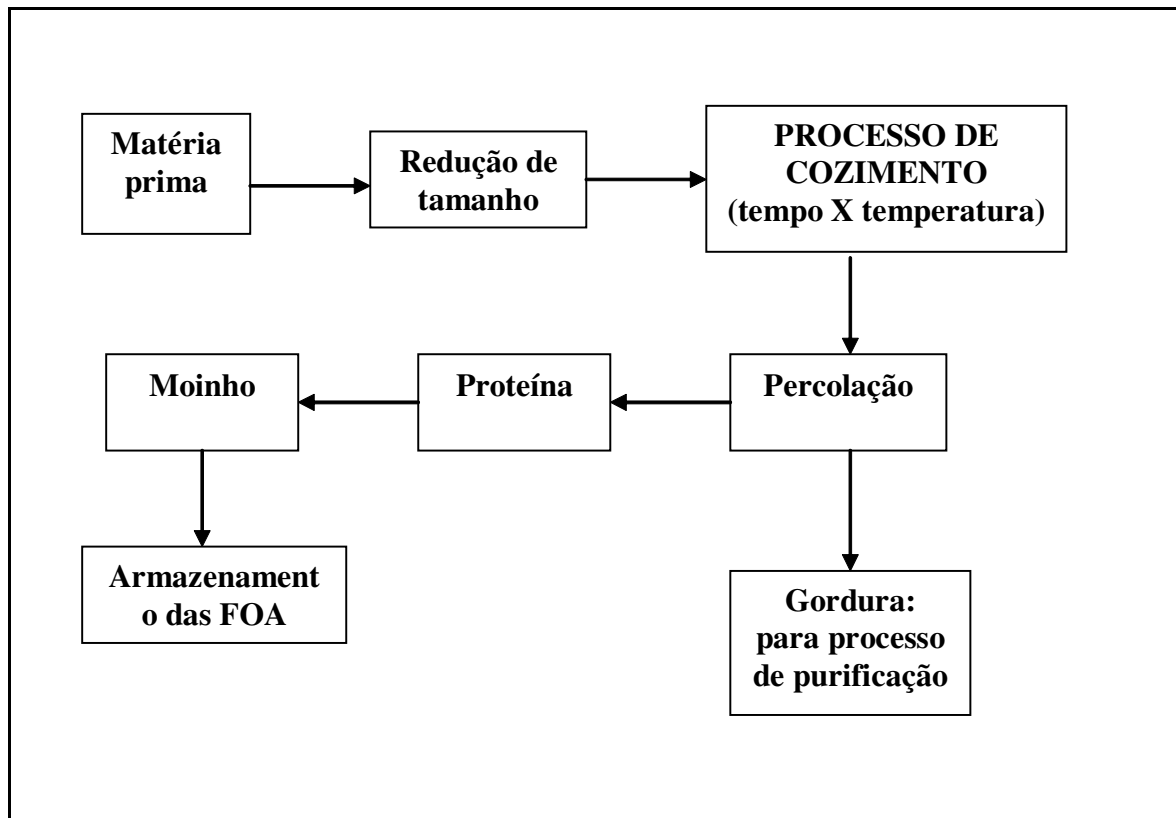 Matéria
prima
Redução de
tamanho
PROCESSO DE
COZIMENTO
(tempo X temperatura)
Percolação
Proteína
Moinho
Armazenament
o das FOA
Gordura:
para processo
de purificação